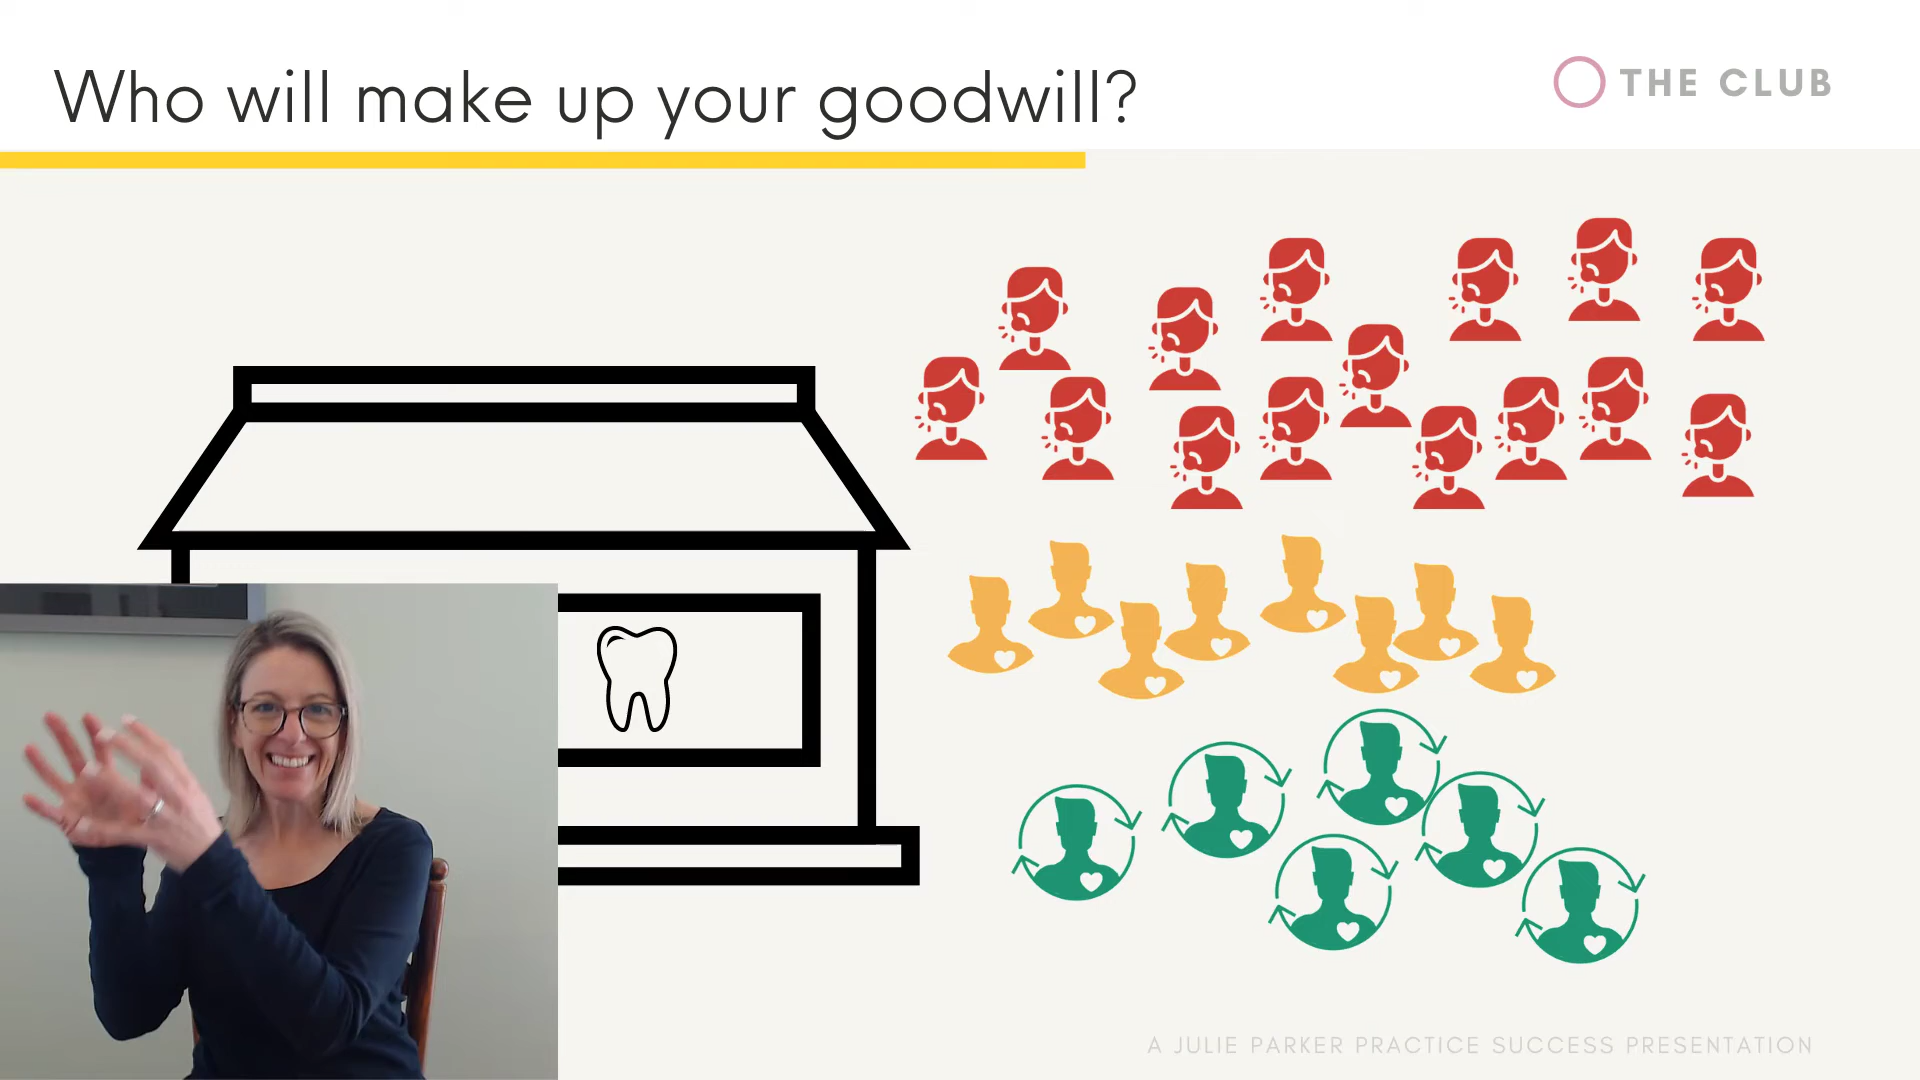 Who will make up your goodwill?
THE CLUB
A JULIE PARKER PRACTICE SUCCESS PRESENTATION